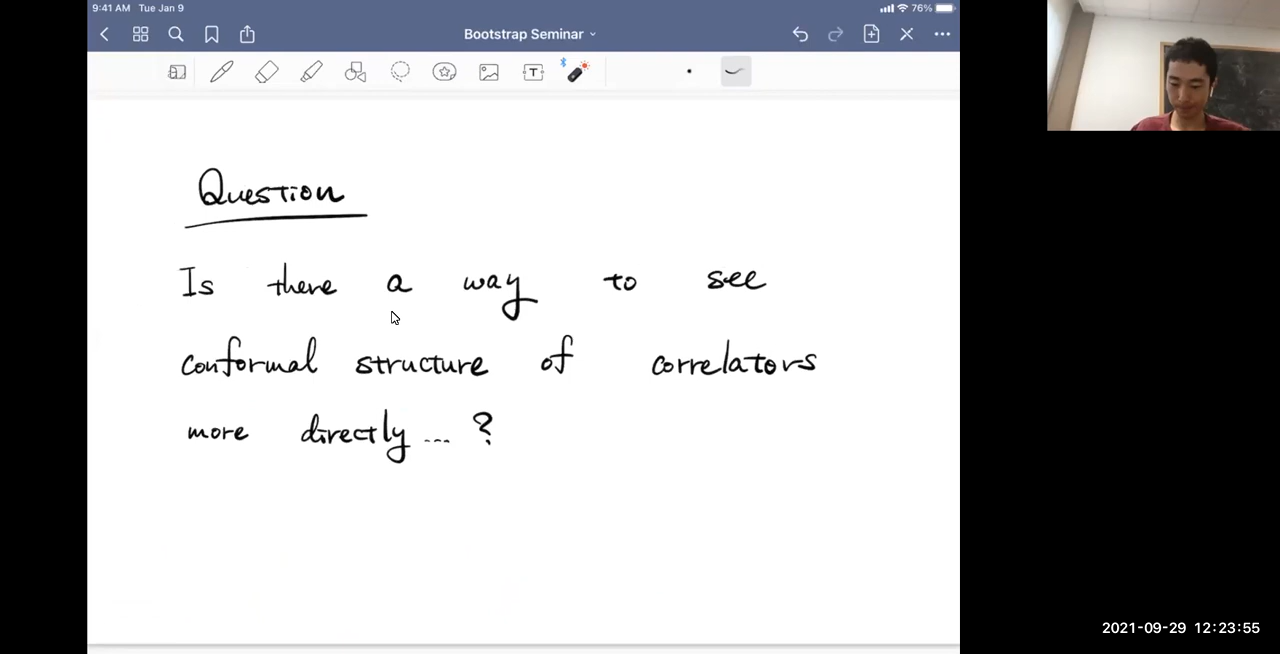 9:41 AM Tue Jan 9
76%
Bootstrap Seminar
T
Question
Is there a way to see
conformal structure of correlators
more directly... ?
2021-09-29 12:23:55